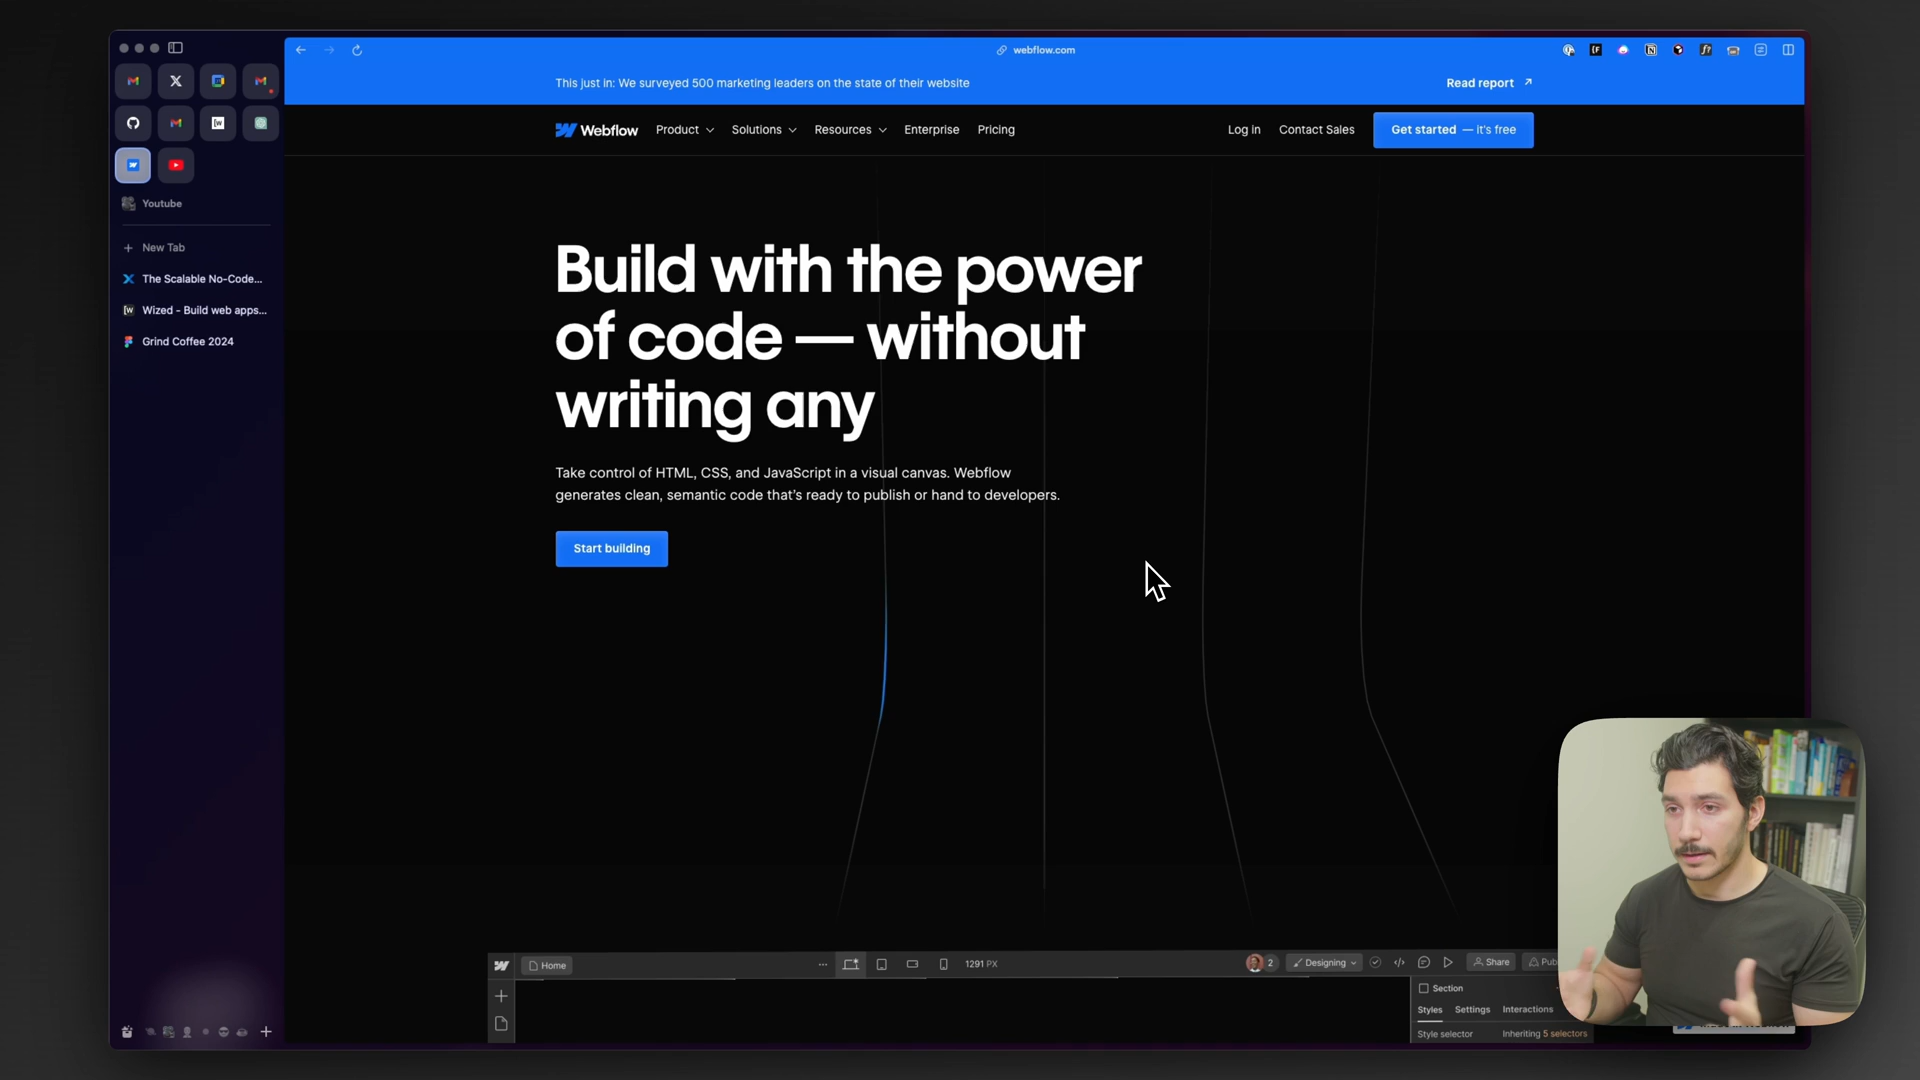 webflow.com
This just in: We surveyed 500 marketing leaders on the state of their website
Read report
Webflow
Product
Solutions
Resources
Enterprise
Pricing
Log in
Contact Sales
Get started — it's free
Youtube
New Tab
The Scalable No-Code...
Wized - Build web apps...
Grind Coffee 2024
Build with the power
of code — without
writing any
Take control of HTML, CSS, and JavaScript in a visual canvas. Webflow
generates clean, semantic code that's ready to publish or hand to developers.
Start building
Home
1291 PX
2
Designing
Share
Pub
Section
Styles
Settings
Interactions
Style selector
Inheriting 5 selectors